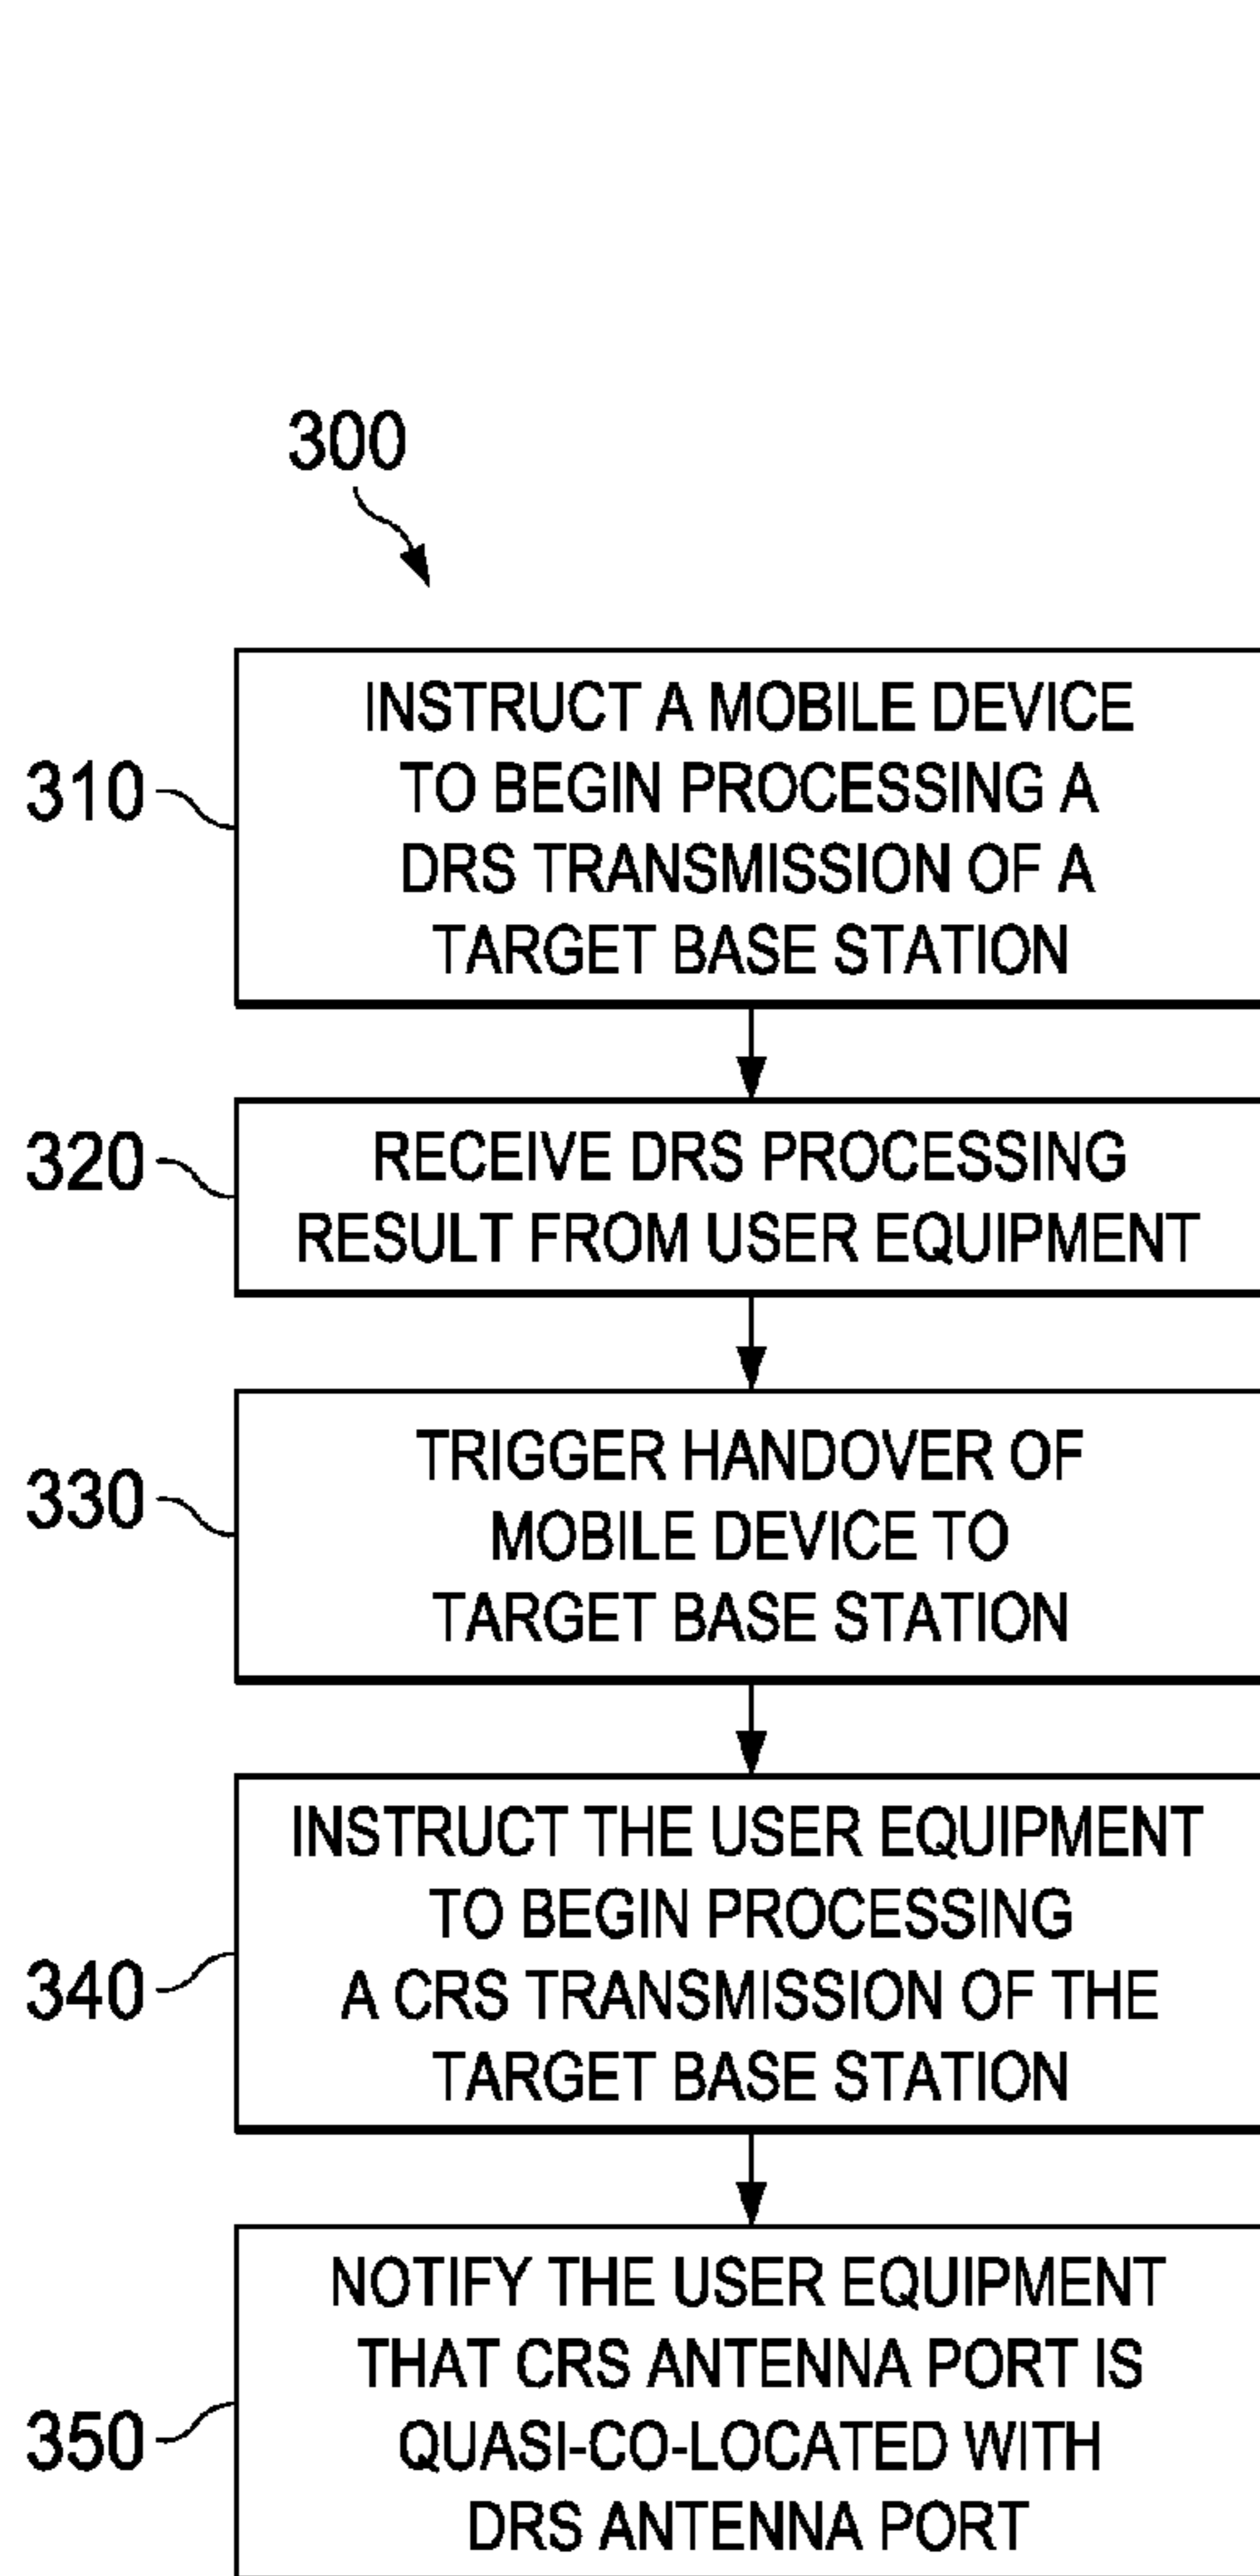 300
310
INSTRUCT A MOBILE DEVICE
TO BEGIN PROCESSING A
DRS TRANSMISSION OF A
TARGET BASE STATION
320
RECEIVE DRS PROCESSING
RESULT FROM USER EQUIPMENT
330
TRIGGER HANDOVER OF
MOBILE DEVICE TO
TARGET BASE STATION
340
INSTRUCT THE USER EQUIPMENT
TO BEGIN PROCESSING
A CRS TRANSMISSION OF THE
TARGET BASE STATION
350
NOTIFY THE USER EQUIPMENT
THAT CRS ANTENNA PORT IS
QUASI-CO-LOCATED WITH
DRS ANTENNA PORT